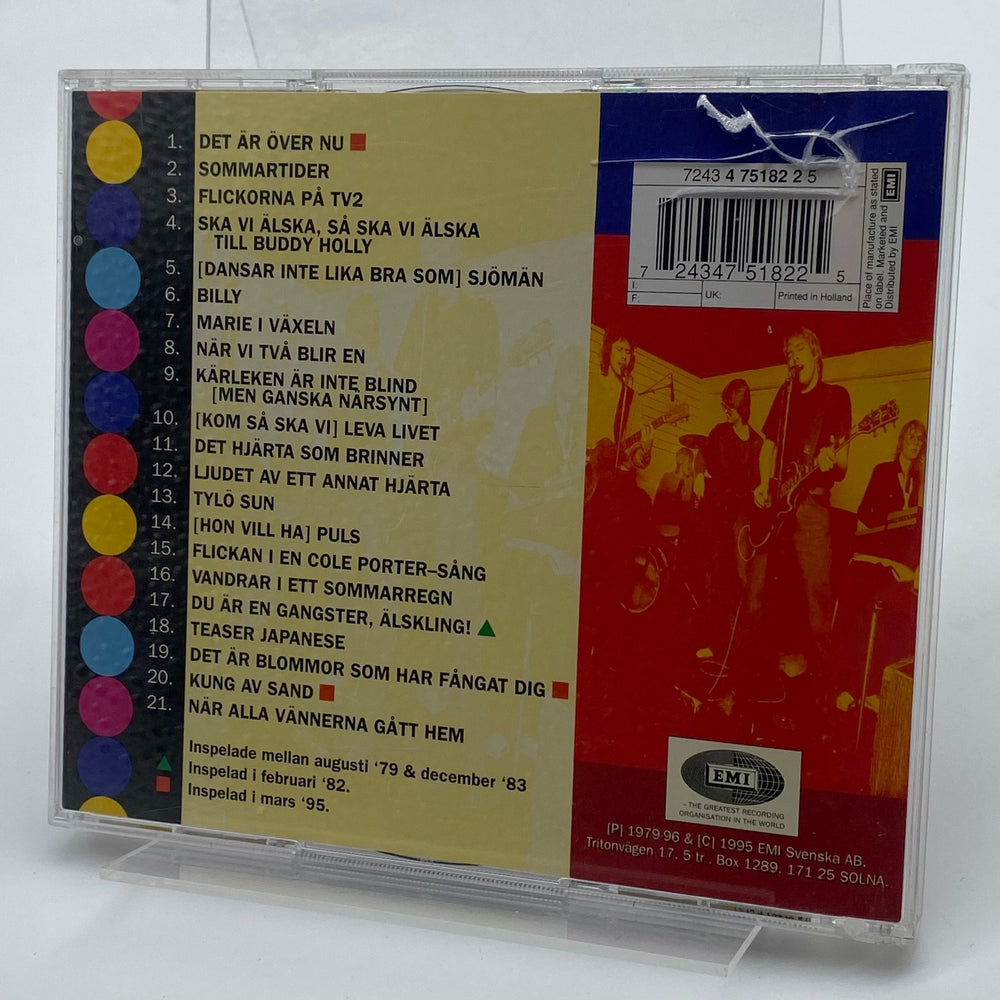 1. DET ÄR ÖVER NU
2. SOMMARTIDER
3. FLICKORNA PÅ TV2
4. SKA VI ÄLSKA, SÅ SKA VI ÄLSKA
TILL BUDDY HOLLY
5. [DANSAR INTE LIKA BRA SOM] SJÖMÄN
6. BILLY
7. MARIE I VÄXELN
8. NÄR VI TVÅ BLIR EN
9. KÄRLEKEN ÄR INTE BLIND
[MEN GANSKA NÄRSYNT]
10. [KOM SÅ SKA VI] LEVA LIVET
11. DET HJÄRTA SOM BRINNER
12. LJUDET AV ETT ANNAT HJÄRTA
13. TYLÖ SUN
14. [HON VILL HA] PULS
15. FLICKAN I EN COLE PORTER–SÅNG
16. VANDRAR I ETT SOMMARREGN
17. DU ÄR EN GANGSTER, ÄLSKLING! ▲
18. TEASER JAPANESE
19. DET ÄR BLOMMOR SOM HAR FÅNGAT DIG
20. KUNG AV SAND
21. NÄR ALLA VÄNNERNA GÅTT HEM
Inspelade mellan augusti ‘79 & december ‘83
▲ Inspelad i februari ‘82.
Inspelad i mars ‘95.
7243 4 75182 2 5
7 24347 51822 5
I:
F:
UK:
Printed in Holland
Place of manufacture as stated
on label. Marketed and
Distributed by EMI
EMI
EMI
– THE GREATEST RECORDING
ORGANISATION IN THE WORLD
[P] 1979-96 & [C] 1995 EMI Svenska AB,
Tritonvägen 17, 5 tr., Box 1289, 171 25 SOLNA.